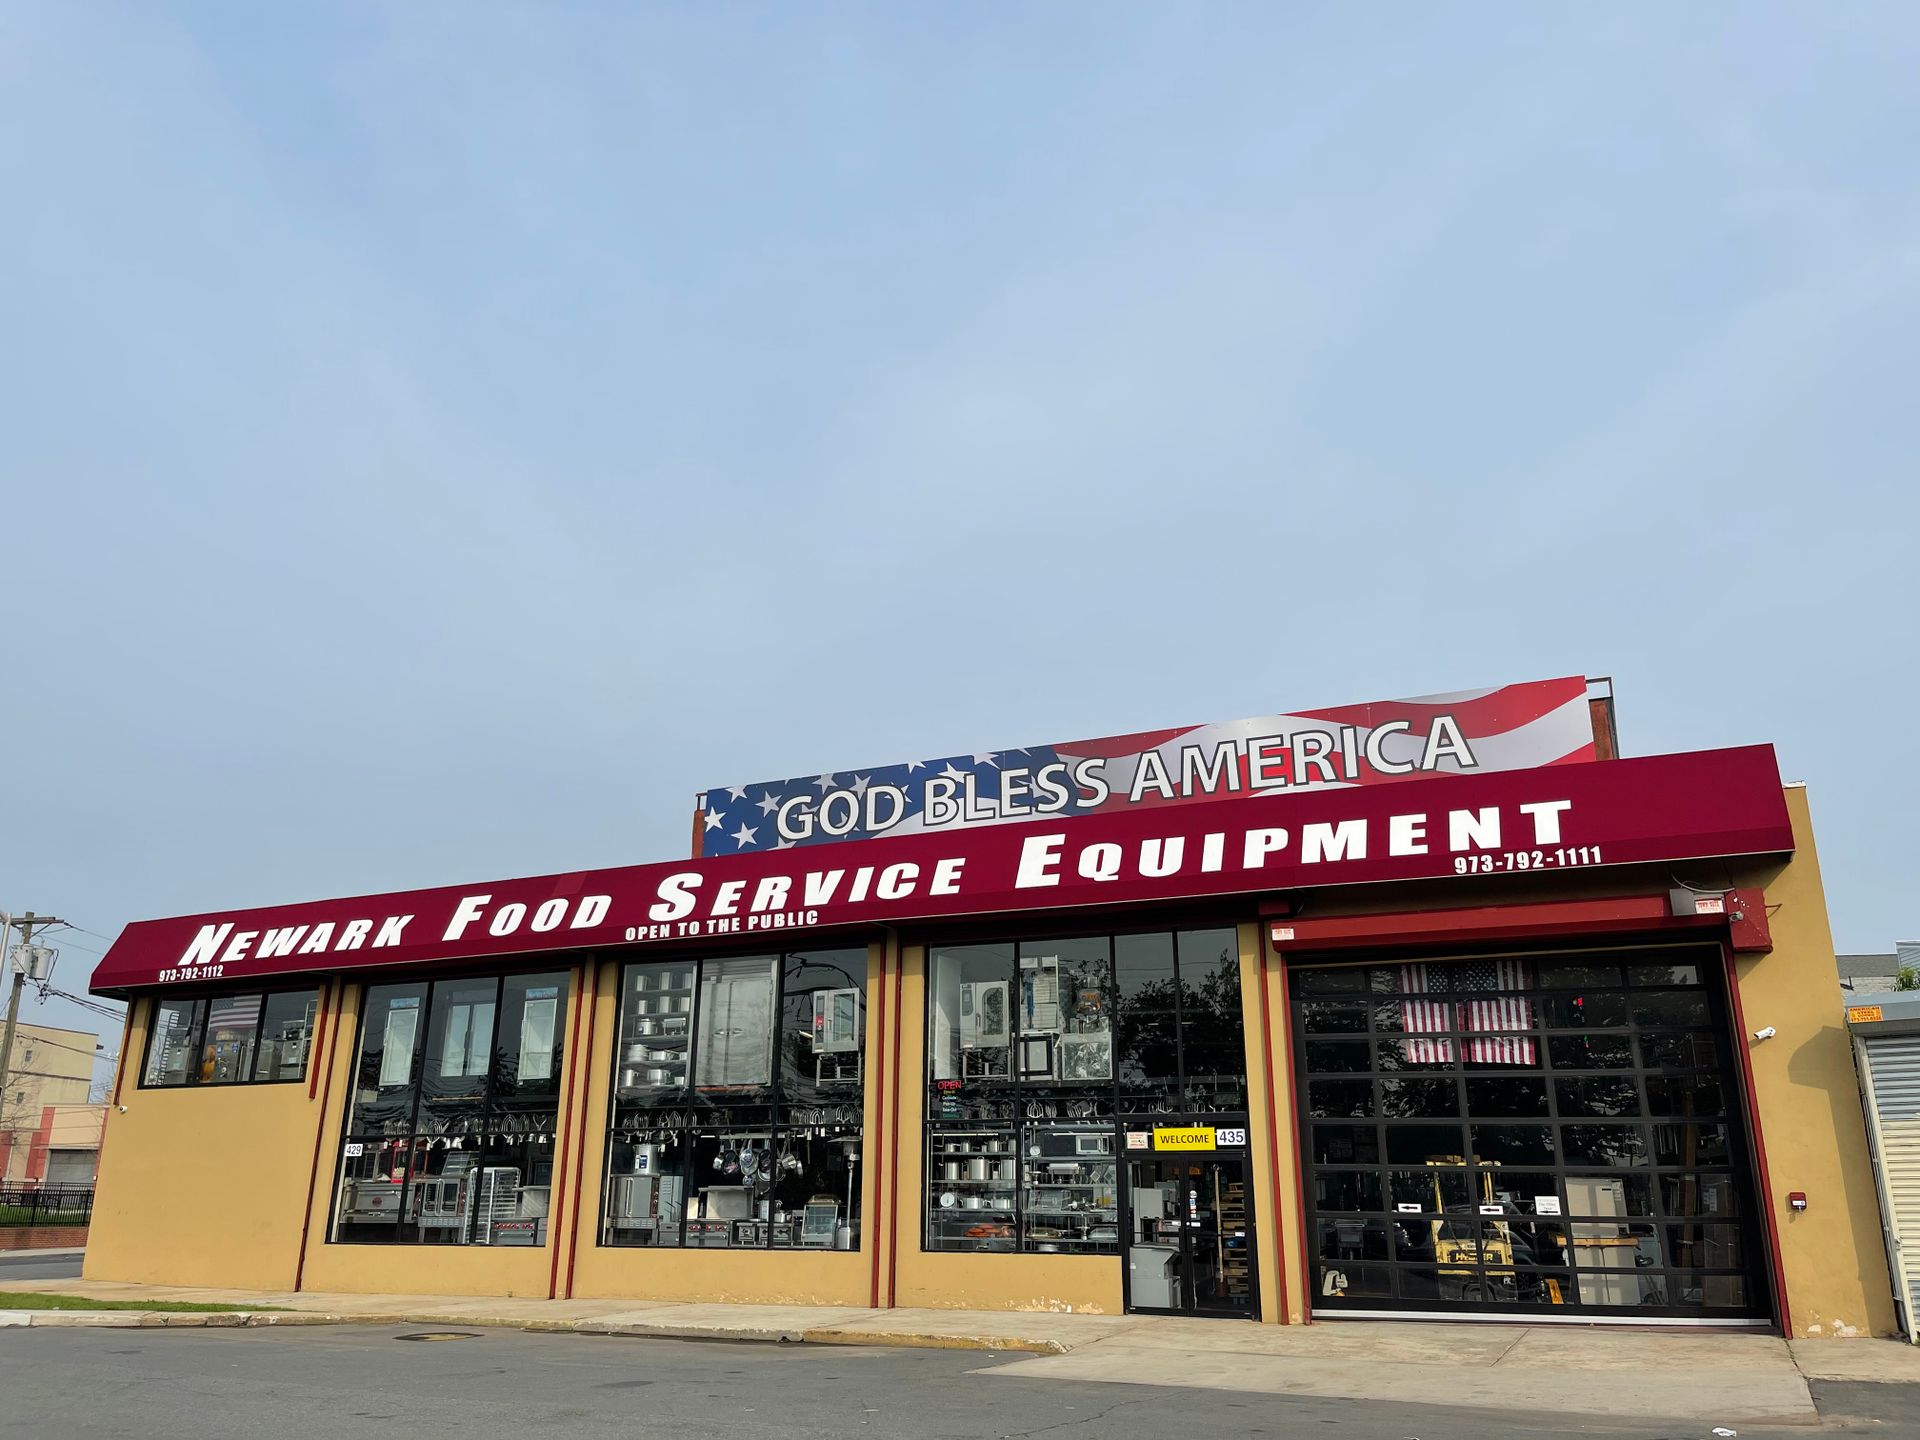 GOD BLESS AMERICA
NEWARK FOOD SERVICE EQUIPMENT
973-792-1111
OPEN TO THE PUBLIC
973-792-1112
OPEN
429
WELCOME
435
HYSTER